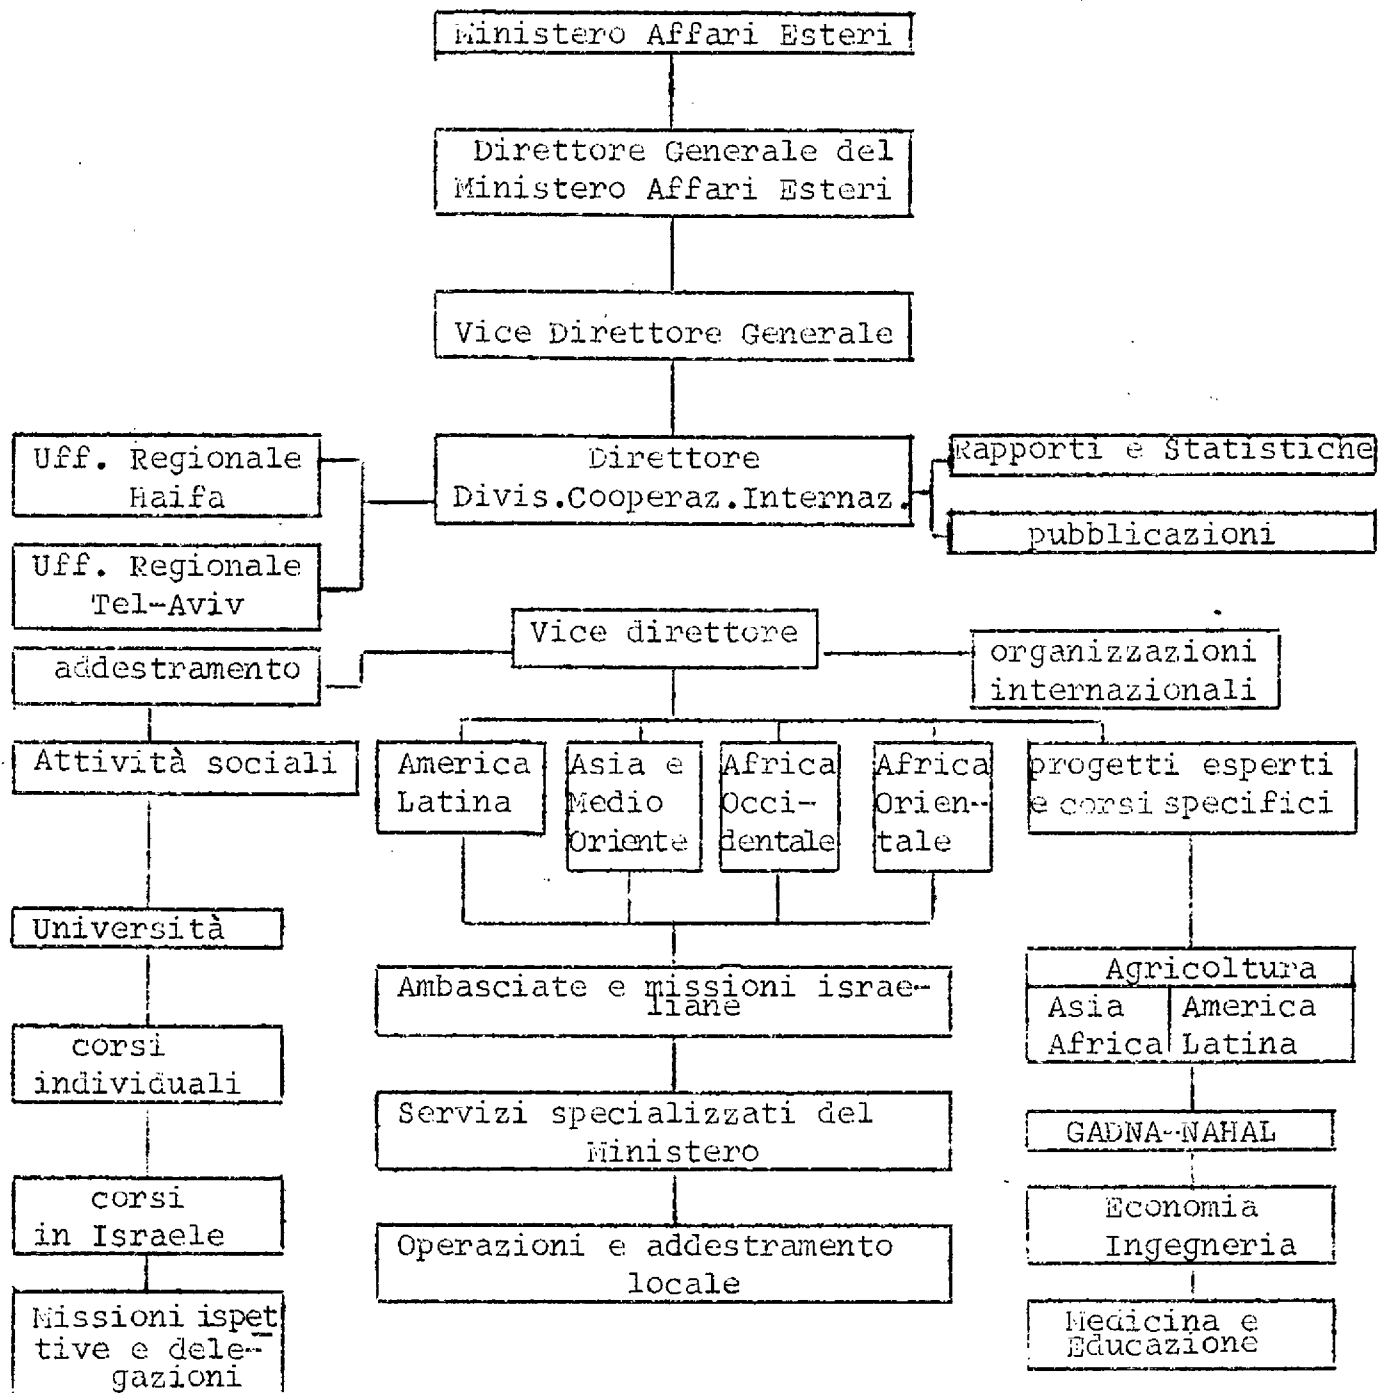 Ministero Affari Esteri
Direttore Generale del
Ministero Affari Esteri
Vice Direttore Generale
Uff. Regionale
Haifa
Direttore
Divis.Cooperaz.Internaz.
Rapporti e Statistiche
pubblicazioni
Uff. Regionale
Tel-Aviv
Vice direttore
addestramento
organizzazioni
internazionali
Attività sociali
America
Latina
Asia e
Medio
Oriente
Africa
Occi-
dentale
Africa
Orien-
tale
progetti esperti
e corsi specifici
Università
corsi
individuali
corsi
in Israele
Missioni ispet
tive e dele-
gazioni
Ambasciate e missioni israe-
liane
Servizi specializzati del
Ministero
Operazioni e addestramento
locale
Agricoltura
Asia
Africa
America
Latina
GADNA-NAHAL
Economia
Ingegneria
Medicina e
Educazione